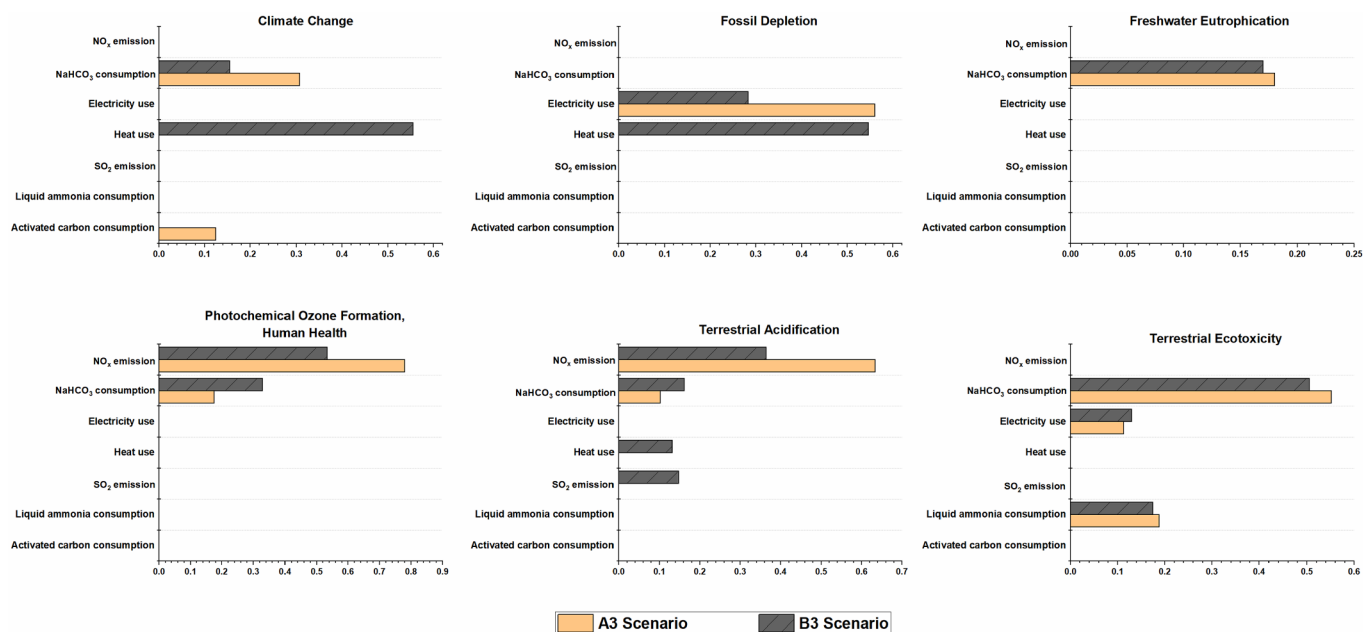 Climate Change
NOₓ emission
NaHCO₃ consumption
Electricity use
Heat use
SO₂ emission
Liquid ammonia consumption
Activated carbon consumption
0.0 0.1 0.2 0.3 0.4 0.5 0.6
Fossil Depletion
NOₓ emission
NaHCO₃ consumption
Electricity use
Heat use
SO₂ emission
Liquid ammonia consumption
Activated carbon consumption
0.0 0.1 0.2 0.3 0.4 0.5 0.6
Freshwater Eutrophication
NOₓ emission
NaHCO₃ consumption
Electricity use
Heat use
SO₂ emission
Liquid ammonia consumption
Activated carbon consumption
0.00 0.05 0.10 0.15 0.20 0.25
Photochemical Ozone Formation,
Human Health
NOₓ emission
NaHCO₃ consumption
Electricity use
Heat use
SO₂ emission
Liquid ammonia consumption
Activated carbon consumption
0.0 0.1 0.2 0.3 0.4 0.5 0.6 0.7 0.8 0.9
Terrestrial Acidification
NOₓ emission
NaHCO₃ consumption
Electricity use
Heat use
SO₂ emission
Liquid ammonia consumption
Activated carbon consumption
0.0 0.1 0.2 0.3 0.4 0.5 0.6 0.7
Terrestrial Ecotoxicity
NOₓ emission
NaHCO₃ consumption
Electricity use
Heat use
SO₂ emission
Liquid ammonia consumption
Activated carbon consumption
0.0 0.1 0.2 0.3 0.4 0.5 0.6
A3 Scenario B3 Scenario